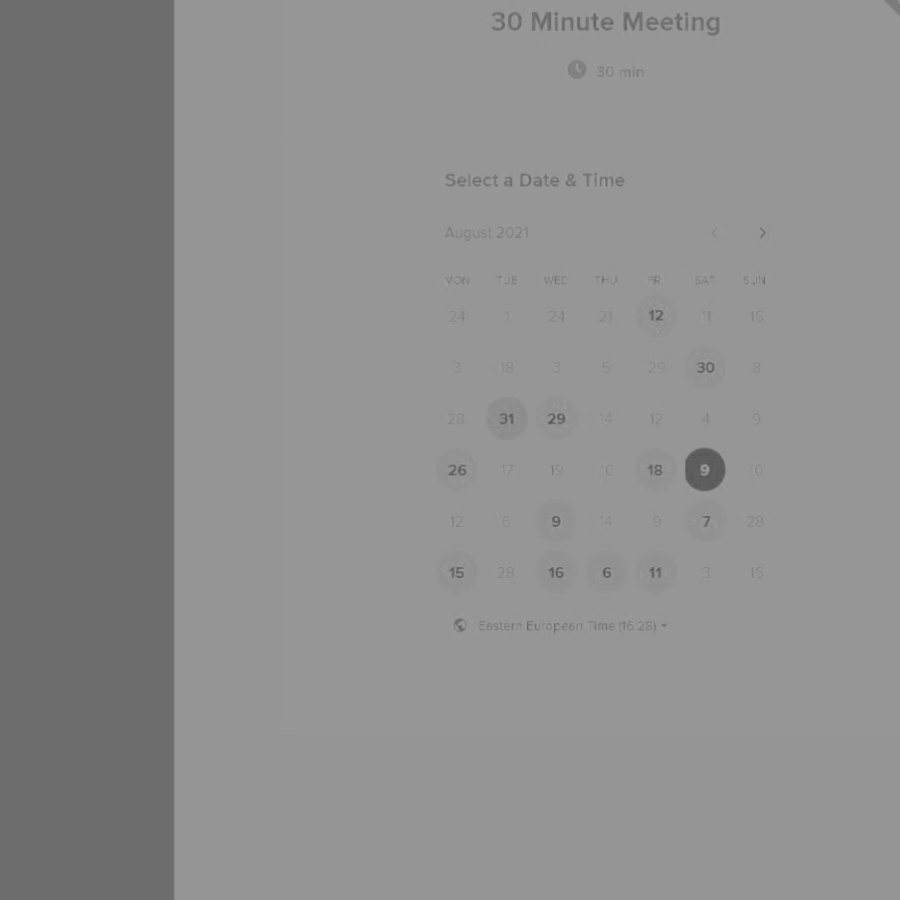 30 Minute Meeting
30 min
Select a Date & Time
August 2021
MON TUE WED THU FRI SAT SUN
24 1 24 21 12 11 15
3 18 3 5 29 30 8
28 31 29 14 12 4 9
26 17 19 10 18 9 10
12 5 9 14 9 7 28
15 28 16 6 11 3 15
Eastern European Time (16:28)